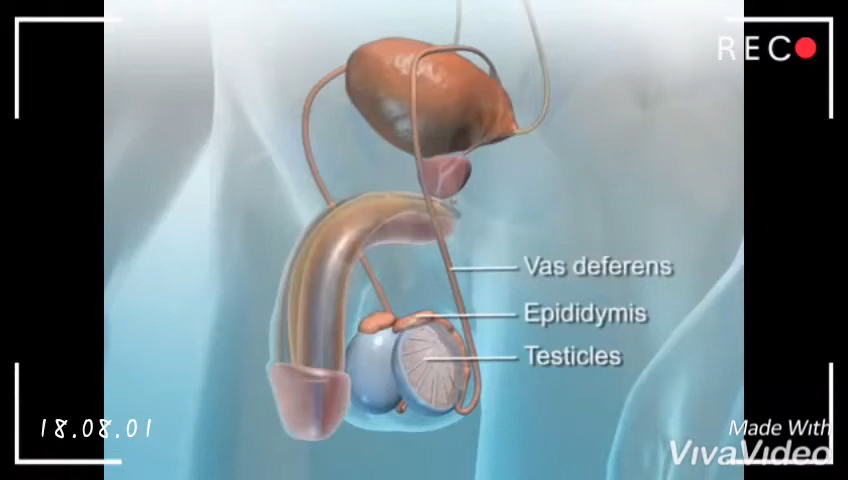 REC
Vas deferens
Epididymis
Testicles
18.08.01
Made With
VivaVideo